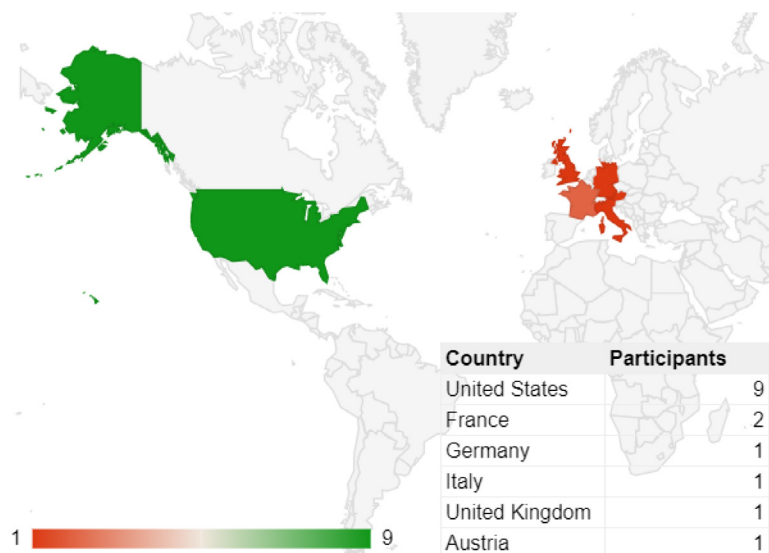 Country Participants
United States 9
France 2
Germany 1
Italy 1
United Kingdom 1
Austria 1
1 9